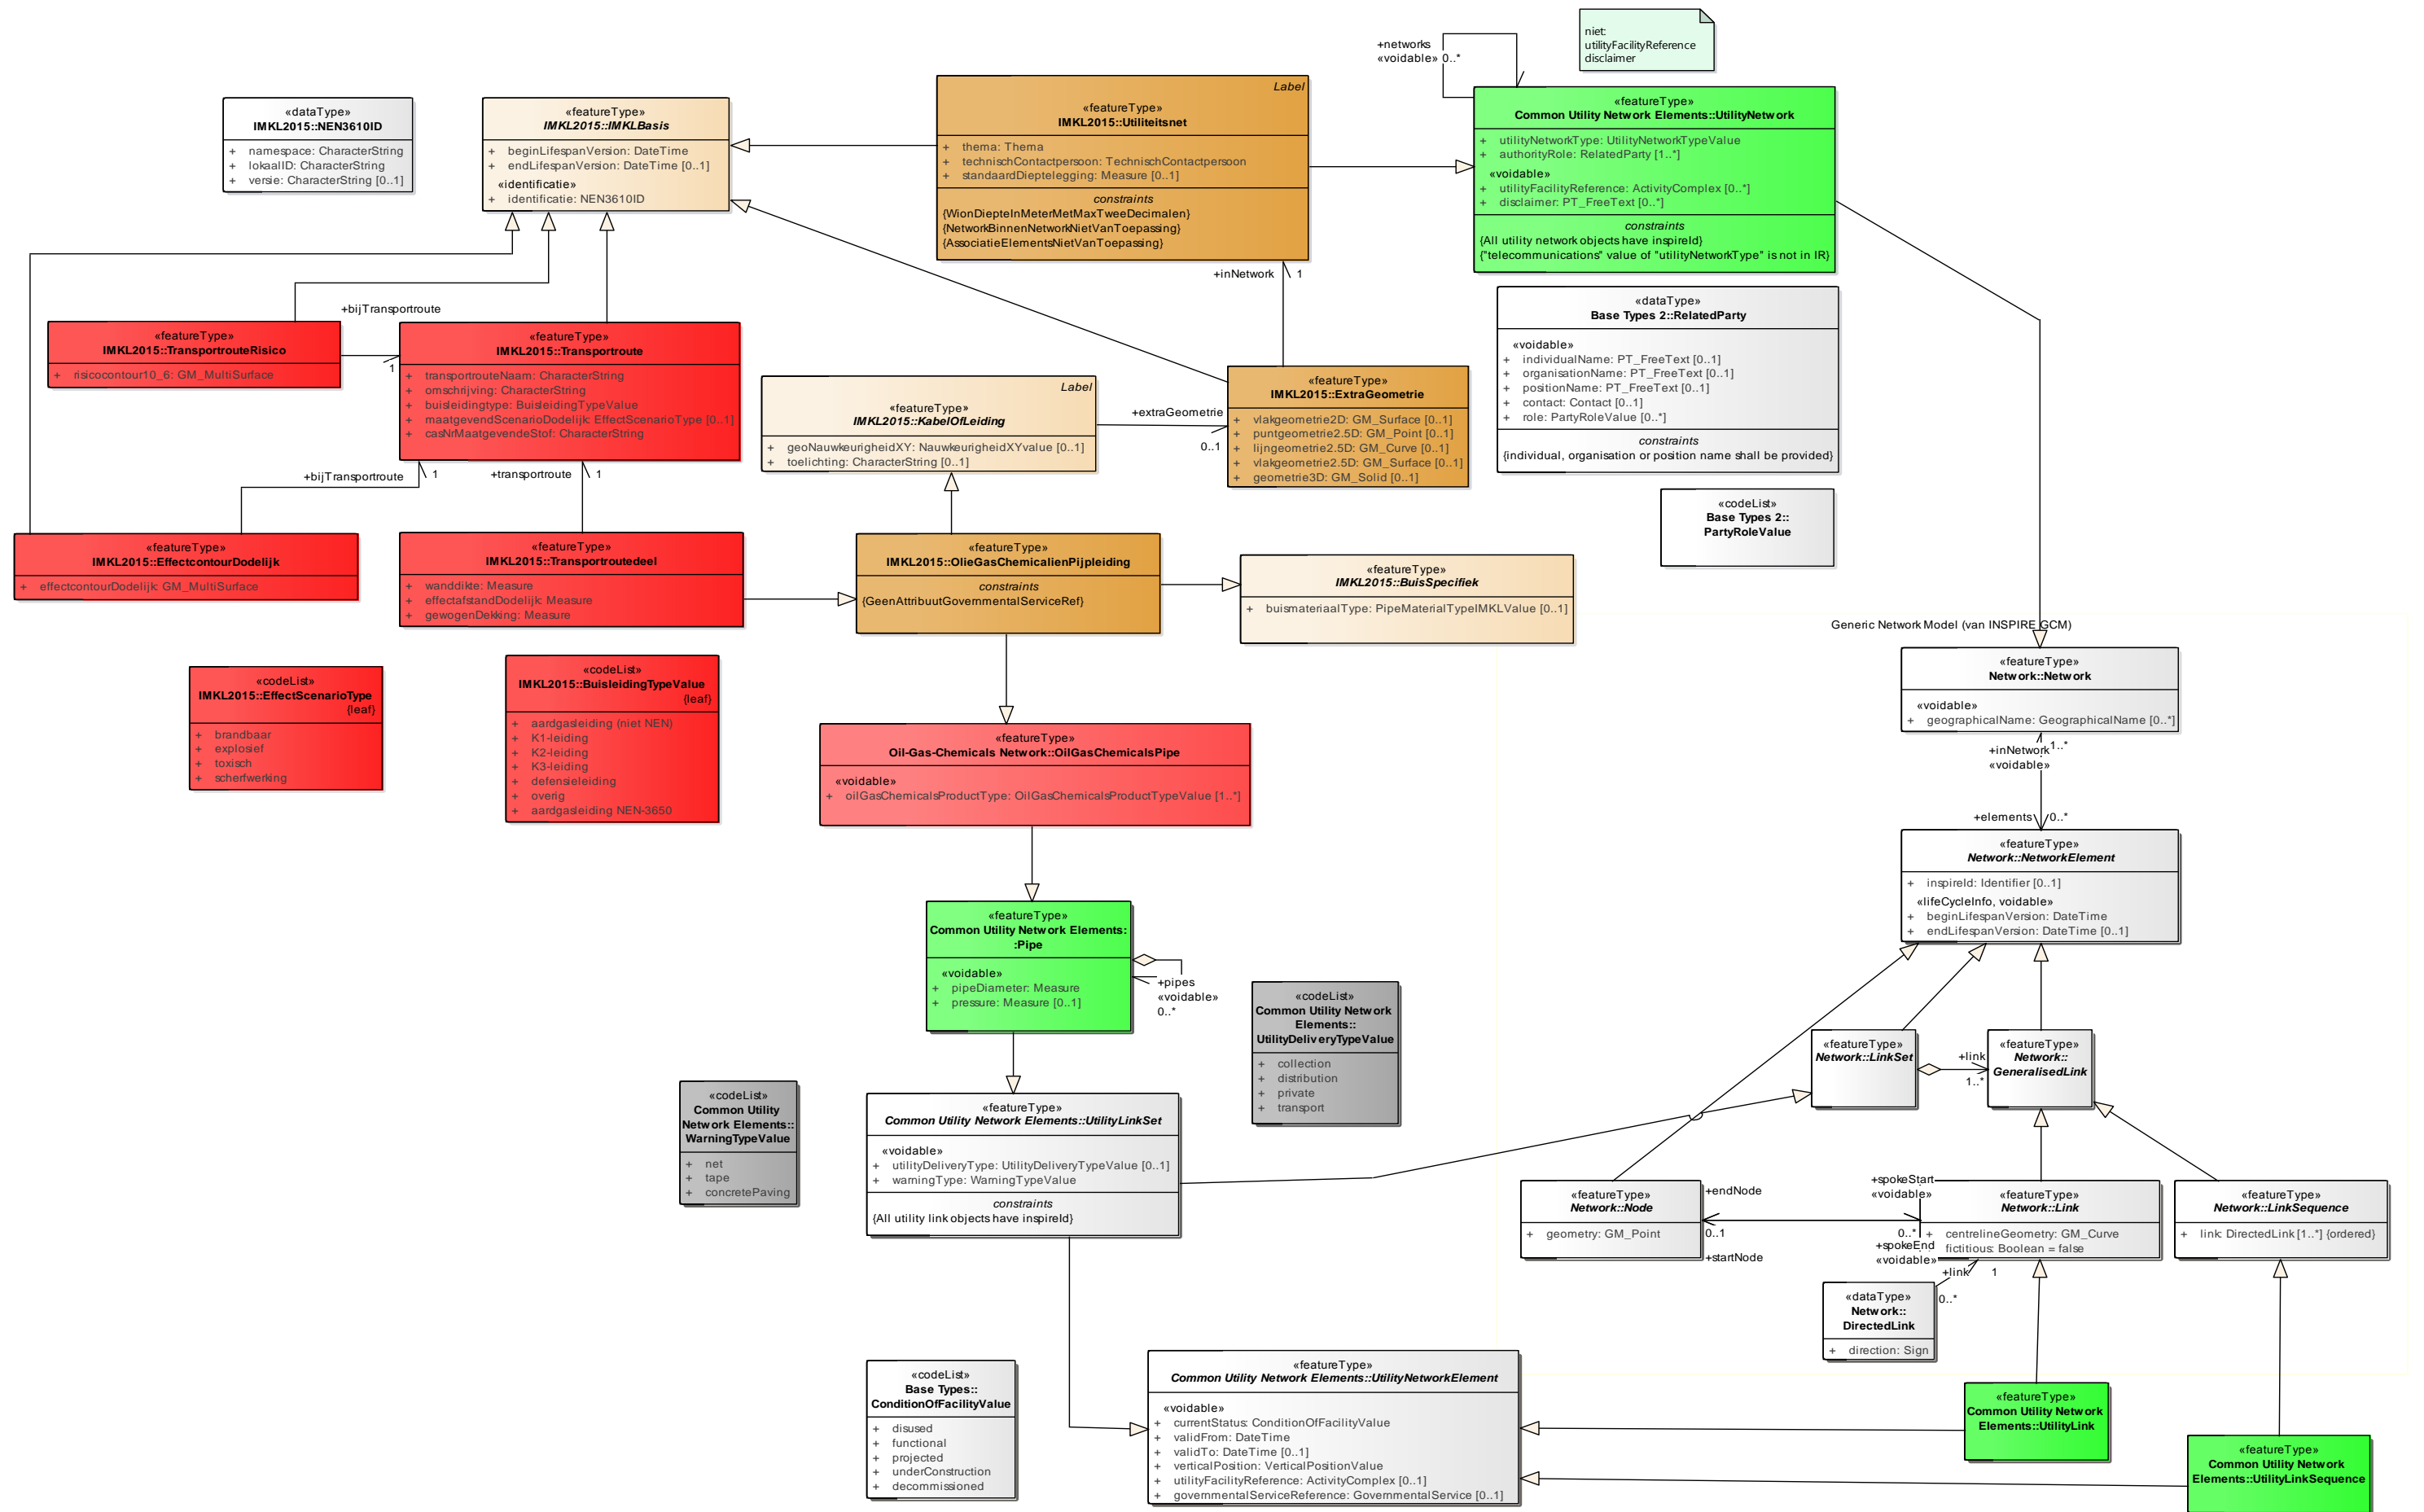 niet:
utilityFacilityReference
disclaimer
+networks
«voidable» 0..*
«dataType»
IMKL2015::NEN3610ID
+ namespace: CharacterString
+ lokaalID: CharacterString
+ versie: CharacterString [0..1]
«featureType»
IMKL2015::IMKLBasis
+ beginLifespanVersion: DateTime
+ endLifespanVersion: DateTime [0..1]
«identificatie»
+ identificatie: NEN3610ID
Label
«featureType»
IMKL2015::Utiliteitsnet
+ thema: Thema
+ technischContactpersoon: TechnischContactpersoon
+ standaardDieptelegging: Measure [0..1]
constraints
{WionDiepteInMeterMetMaxTweeDecimalen}
{NetworkBinnenNetworkNietVanToepassing}
{AssociatieElementsNietVanToepassing}
«featureType»
Common Utility Network Elements::UtilityNetwork
+ utilityNetworkType: UtilityNetworkTypeValue
+ authorityRole: RelatedParty [1..*]
«voidable»
+ utilityFacilityReference: ActivityComplex [0..*]
+ disclaimer: PT_FreeText [0..*]
constraints
{All utility network objects have inspireId}
{"telecommunications" value of "utilityNetworkType" is not in IR}
+inNetwork 1
+bijTransportroute
1
«featureType»
IMKL2015::TransportrouteRisico
+ risicocontour10_6: GM_MultiSurface
«featureType»
IMKL2015::Transportroute
+ transportrouteNaam: CharacterString
+ omschrijving: CharacterString
+ buisleidingtype: BuisleidingTypeValue
+ maatgevendScenarioDodelijk: EffectScenarioType [0..1]
+ casNrMaatgevendeStof: CharacterString
«dataType»
Base Types 2::RelatedParty
«voidable»
+ individualName: PT_FreeText [0..1]
+ organisationName: PT_FreeText [0..1]
+ positionName: PT_FreeText [0..1]
+ contact: Contact [0..1]
+ role: PartyRoleValue [0..*]
constraints
{individual, organisation or position name shall be provided}
Label
«featureType»
IMKL2015::KabelOfLeiding
+ geoNauwkeurigheidXY: NauwkeurigheidXYvalue [0..1]
+ toelichting: CharacterString [0..1]
+extraGeometrie
0..1
«featureType»
IMKL2015::ExtraGeometrie
+ vlakgeometrie2D: GM_Surface [0..1]
+ puntgeometrie2.5D: GM_Point [0..1]
+ lijngeometrie2.5D: GM_Curve [0..1]
+ vlakgeometrie2.5D: GM_Surface [0..1]
+ geometrie3D: GM_Solid [0..1]
+bijTransportroute 1
+transportroute 1
«codeList»
Base Types 2::
PartyRoleValue
«featureType»
IMKL2015::EffectcontourDodelijk
+ effectcontourDodelijk: GM_MultiSurface
«featureType»
IMKL2015::Transportroutedeel
+ wanddikte: Measure
+ effectafstandDodelijk: Measure
+ gewogenDekking: Measure
«featureType»
IMKL2015::OlieGasChemicalienPijpleiding
constraints
{GeenAttribuutGovernmentalServiceRef}
«featureType»
IMKL2015::BuisSpecifiek
+ buismateriaalType: PipeMaterialTypeIMKLValue [0..1]
Generic Network Model (van INSPIRE GCM)
«featureType»
Network::Network
«voidable»
+ geographicalName: GeographicalName [0..*]
+inNetwork 1..*
«voidable»
+elements 0..*
«codeList»
IMKL2015::EffectScenarioType
{leaf}
+ brandbaar
+ explosief
+ toxisch
+ scherfwerking
«codeList»
IMKL2015::BuisleidingTypeValue
{leaf}
+ aardgasleiding (niet NEN)
+ K1-leiding
+ K2-leiding
+ K3-leiding
+ defensieleiding
+ overig
+ aardgasleiding NEN-3650
«featureType»
Oil-Gas-Chemicals Network::OilGasChemicalsPipe
«voidable»
+ oilGasChemicalsProductType: OilGasChemicalsProductTypeValue [1..*]
«featureType»
Network::NetworkElement
+ inspireId: Identifier [0..1]
«lifeCycleInfo, voidable»
+ beginLifespanVersion: DateTime
+ endLifespanVersion: DateTime [0..1]
«featureType»
Common Utility Network Elements:
:Pipe
«voidable»
+ pipeDiameter: Measure
+ pressure: Measure [0..1]
+pipes
«voidable»
0..*
«codeList»
Common Utility Network
Elements::
UtilityDeliveryTypeValue
+ collection
+ distribution
+ private
+ transport
«featureType»
Network::LinkSet
+link
1..*
«featureType»
Network::
GeneralisedLink
«codeList»
Common Utility
Network Elements::
WarningTypeValue
+ net
+ tape
+ concretePaving
«featureType»
Common Utility Network Elements::UtilityLinkSet
«voidable»
+ utilityDeliveryType: UtilityDeliveryTypeValue [0..1]
+ warningType: WarningTypeValue
constraints
{All utility link objects have inspireId}
«featureType»
Network::Node
+ geometry: GM_Point
+endNode
0..1
+startNode
+spokeStart
«voidable»
0..*
+spokeEnd
«voidable»
«featureType»
Network::Link
+ centrelineGeometry: GM_Curve
fictitious: Boolean = false
+link 1
0..*
«featureType»
Network::LinkSequence
+ link: DirectedLink [1..*] {ordered}
«dataType»
Network::
DirectedLink
+ direction: Sign
«codeList»
Base Types::
ConditionOfFacilityValue
+ disused
+ functional
+ projected
+ underConstruction
+ decommissioned
«featureType»
Common Utility Network Elements::UtilityNetworkElement
«voidable»
+ currentStatus: ConditionOfFacilityValue
+ validFrom: DateTime
+ validTo: DateTime [0..1]
+ verticalPosition: VerticalPositionValue
+ utilityFacilityReference: ActivityComplex [0..1]
+ governmentalServiceReference: GovernmentalService [0..1]
«featureType»
Common Utility Network
Elements::UtilityLink
«featureType»
Common Utility Network
Elements::UtilityLinkSequence